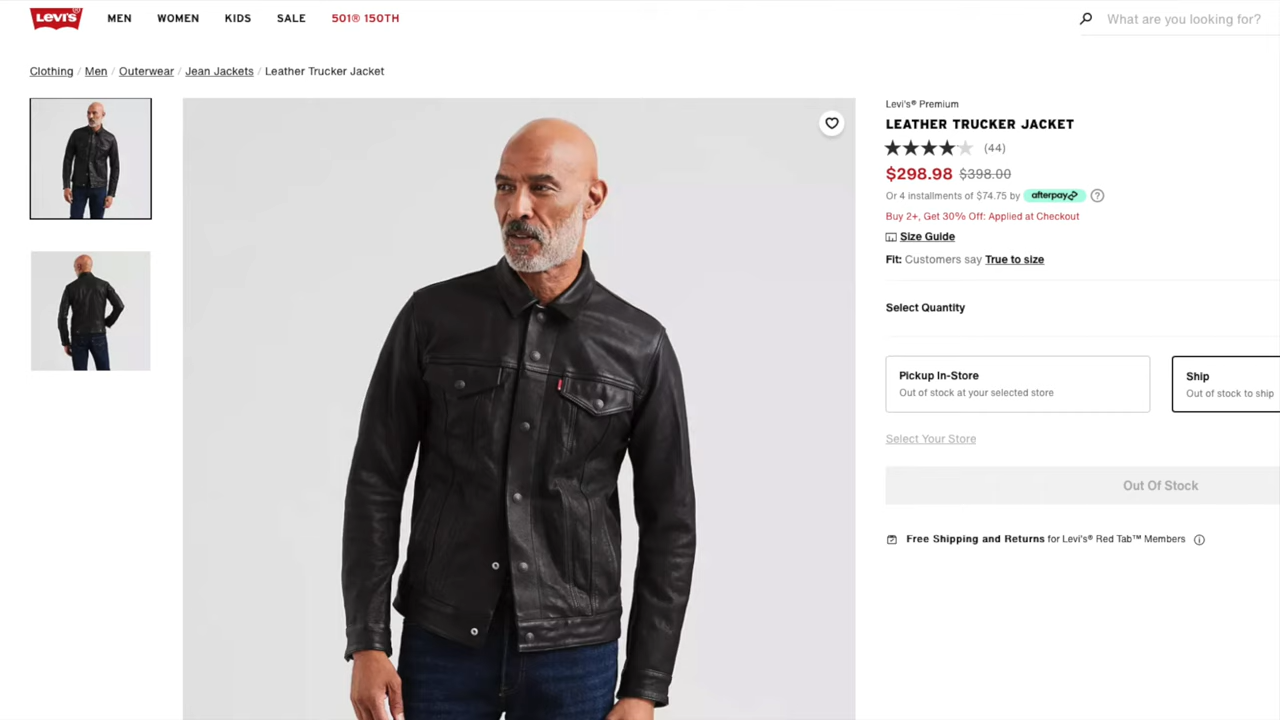 Levi's®
MEN WOMEN KIDS SALE 501® 150TH
What are you looking for?
Clothing / Men / Outerwear / Jean Jackets / Leather Trucker Jacket
Levi's® Premium
LEATHER TRUCKER JACKET
(44)
$298.98 $398.00
Or 4 installments of $74.75 by afterpay ?
Buy 2+, Get 30% Off: Applied at Checkout
Size Guide
Fit: Customers say True to size
Select Quantity
Pickup In-Store
Out of stock at your selected store
Ship
Out of stock to ship
Select Your Store
Out Of Stock
Free Shipping and Returns for Levi's® Red Tab™ Members